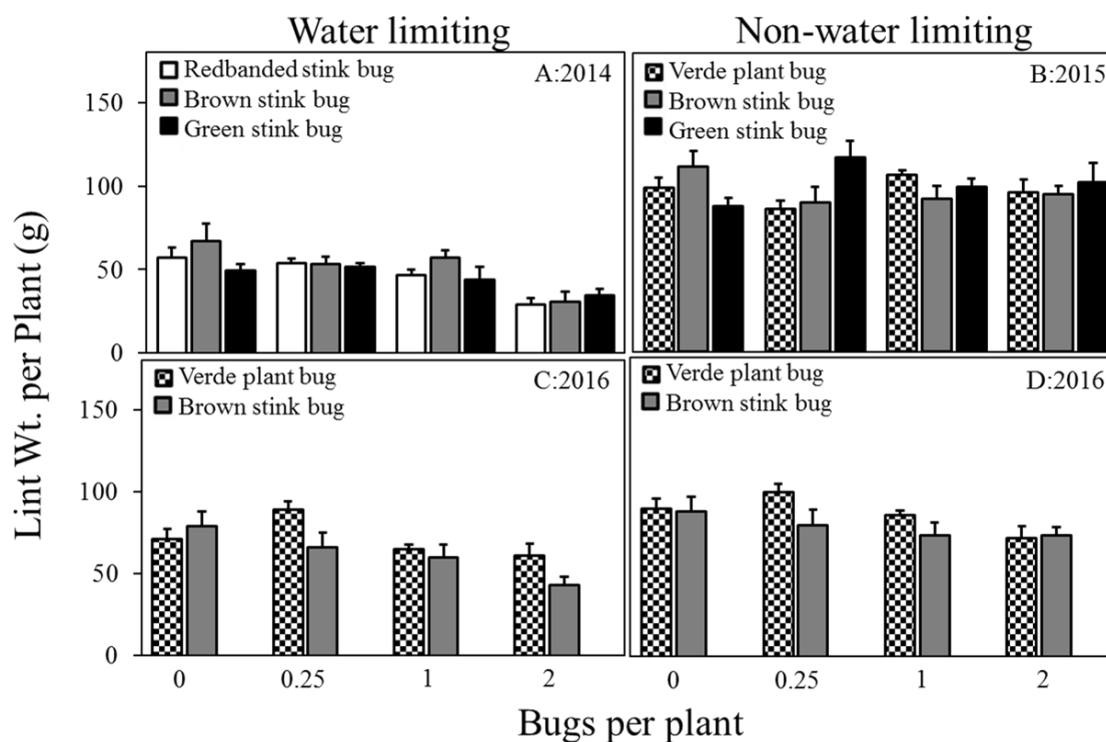 Water limiting
Non-water limiting
Redbanded stink bug
Brown stink bug
Green stink bug
A:2014
Verde plant bug
Brown stink bug
Green stink bug
B:2015
150
100
50
0
Verde plant bug
Brown stink bug
C:2016
Verde plant bug
Brown stink bug
D:2016
150
100
50
0
0 0.25 1 2
0 0.25 1 2
Lint Wt. per Plant (g)
Bugs per plant